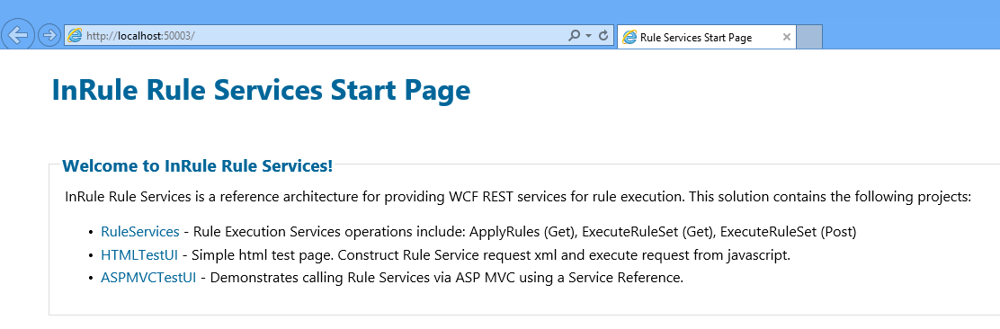 http://localhost:50003/
Rule Services Start Page
InRule Rule Services Start Page
Welcome to InRule Rule Services!
InRule Rule Services is a reference architecture for providing WCF REST services for rule execution. This solution contains the following projects:
• RuleServices - Rule Execution Services operations include: ApplyRules (Get), ExecuteRuleSet (Get), ExecuteRuleSet (Post)
• HTMLTestUI - Simple html test page. Construct Rule Service request xml and execute request from javascript.
• ASPMVCTestUI - Demonstrates calling Rule Services via ASP MVC using a Service Reference.